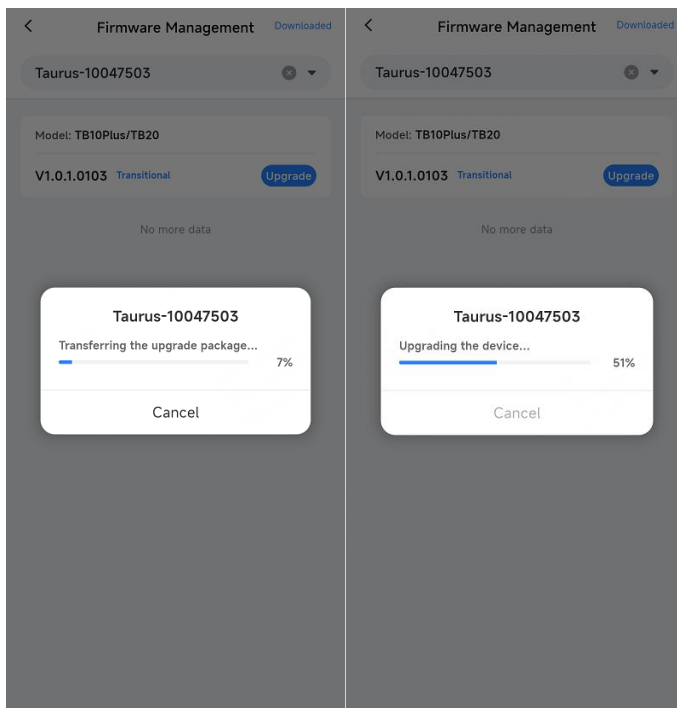 Firmware Management Downloaded
Taurus-10047503
Model: TB10Plus/TB20
V1.0.1.0103 Transitional Upgrade
No more data
Taurus-10047503
Transferring the upgrade package...
7%
Cancel
Firmware Management Downloaded
Taurus-10047503
Model: TB10Plus/TB20
V1.0.1.0103 Transitional Upgrade
No more data
Taurus-10047503
Upgrading the device...
51%
Cancel